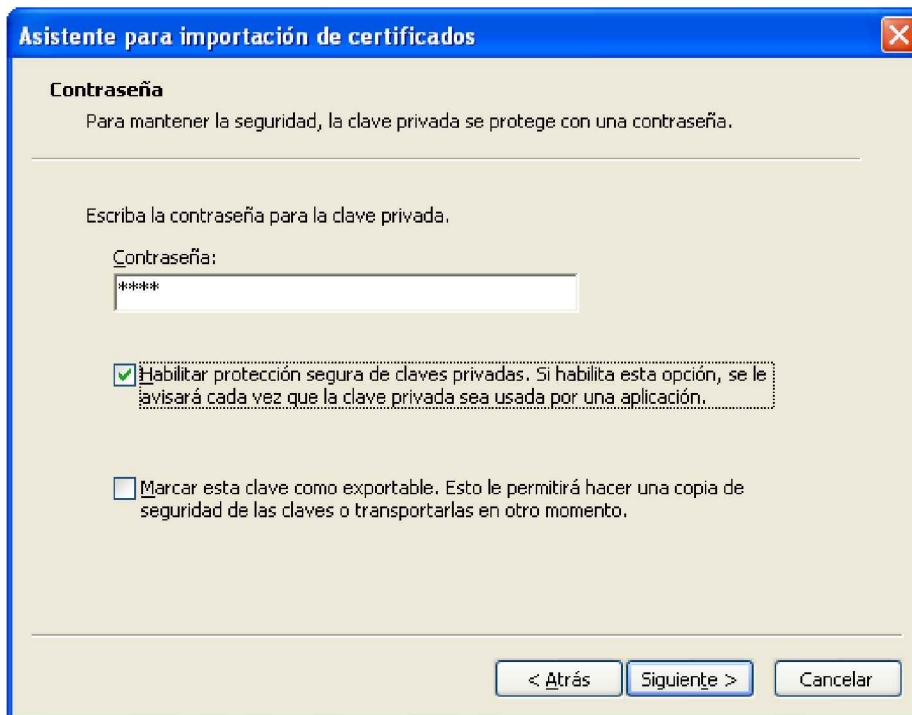 Asistente para importación de certificados
Contraseña
Para mantener la seguridad, la clave privada se protege con una contraseña.
Escriba la contraseña para la clave privada.
Contraseña:
****
Habilitar protección segura de claves privadas. Si habilita esta opción, se le
avisará cada vez que la clave privada sea usada por una aplicación.
Marcar esta clave como exportable. Esto le permitirá hacer una copia de
seguridad de las claves o transportarlas en otro momento.
< Atrás
Siguiente >
Cancelar